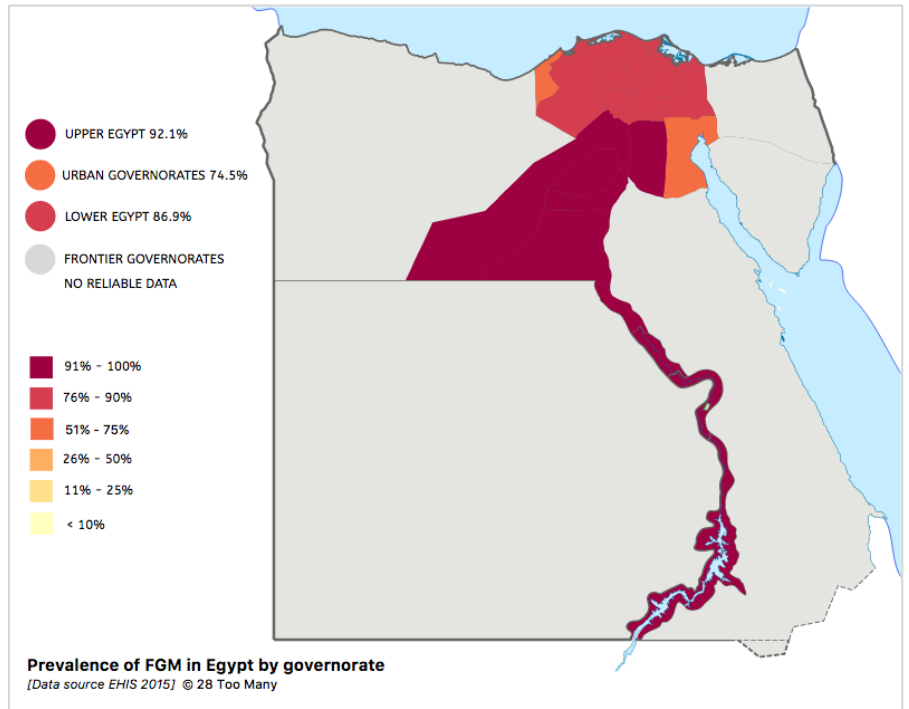 UPPER EGYPT 92.1%
URBAN GOVERNORATES 74.5%
LOWER EGYPT 86.9%
FRONTIER GOVERNORATES
NO RELIABLE DATA
91% - 100%
76% - 90%
51% - 75%
26% - 50%
11% - 25%
< 10%
Prevalence of FGM in Egypt by governorate
[Data source EHIS 2015] © 28 Too Many